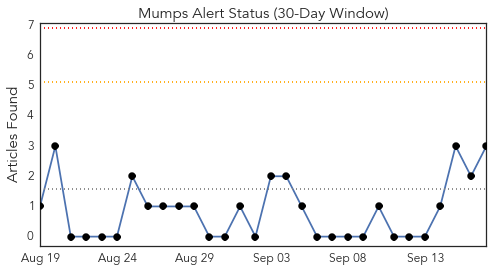 Mumps Alert Status (30-Day Window)
Articles Found
7
6
5
4
3
2
1
0
Aug 19 Aug 24 Aug 29 Sep 03 Sep 08 Sep 13